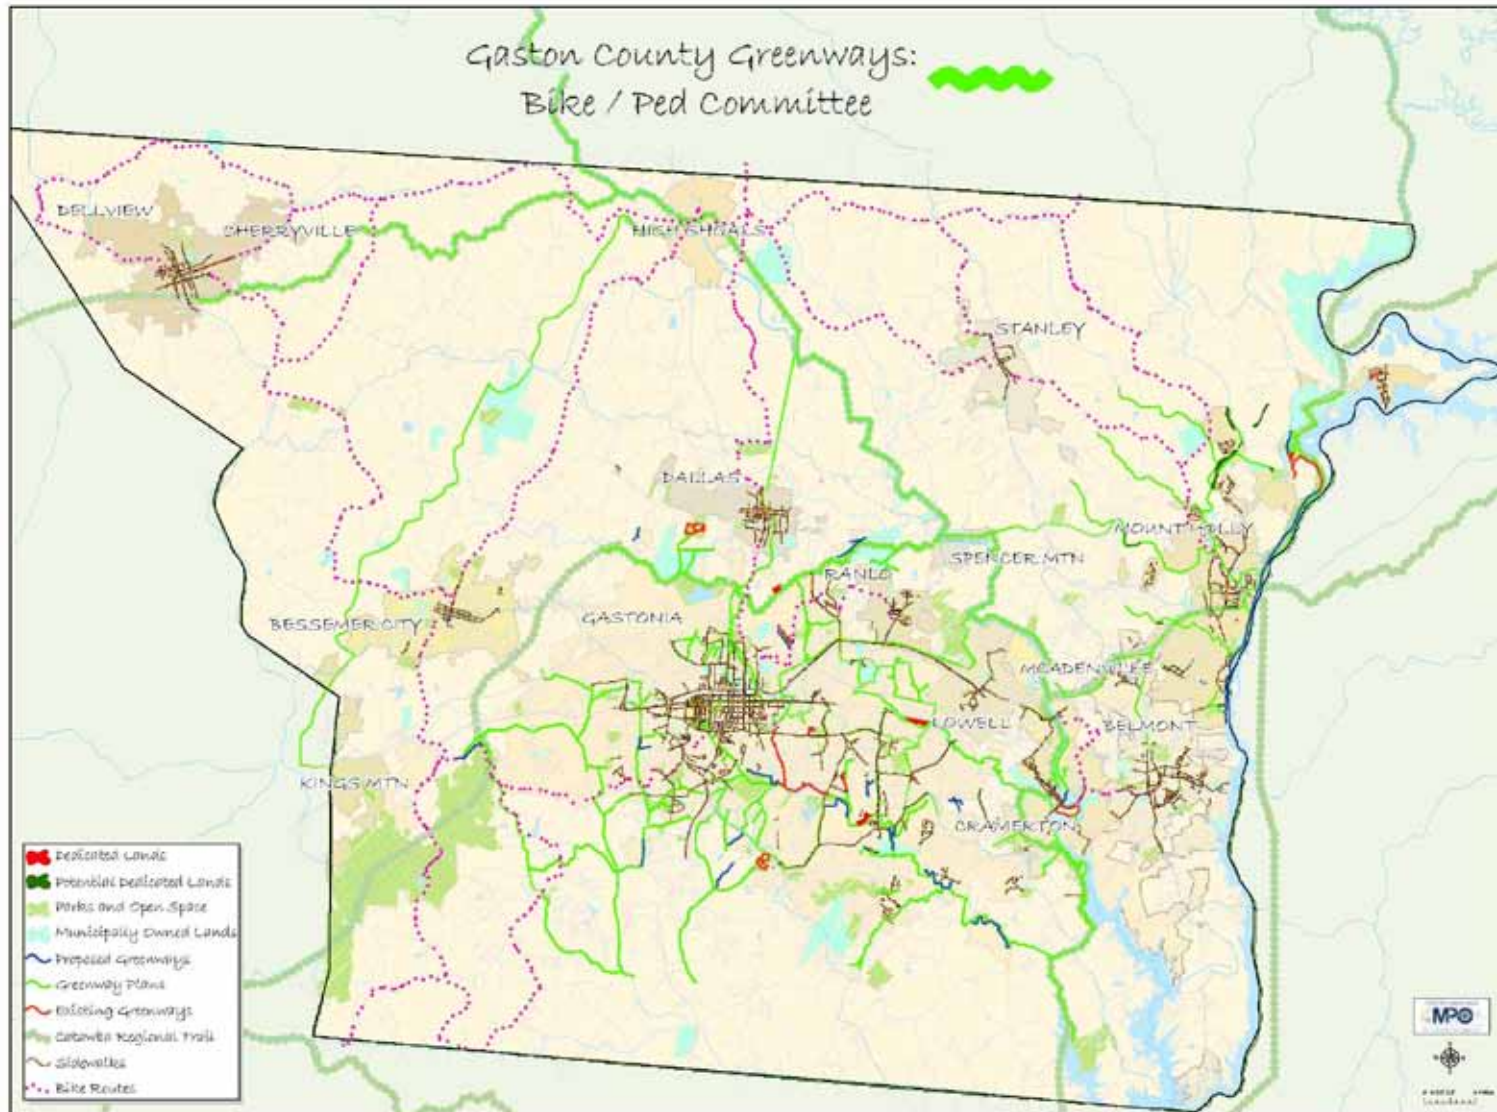 Gaston County Greenways:
Bike / Ped Committee
DELLVIEW
CHERRYVILLE
HIGH SHOALS
STANLEY
DALLAS
MOUNT HOLLY
SPENCER MTN
RANLO
GASTONIA
BESSEMER CITY
MCADENVILLE
LOWELL
BELMONT
KINGS MTN
CRAMERTON
Dedicated Lands
Potential Dedicated Lands
Parks and Open Space
Municipally Owned Lands
Proposed Greenways
Greenway Plans
Existing Greenways
Catawba Regional Trail
Sidewalks
Bike Routes
MPO